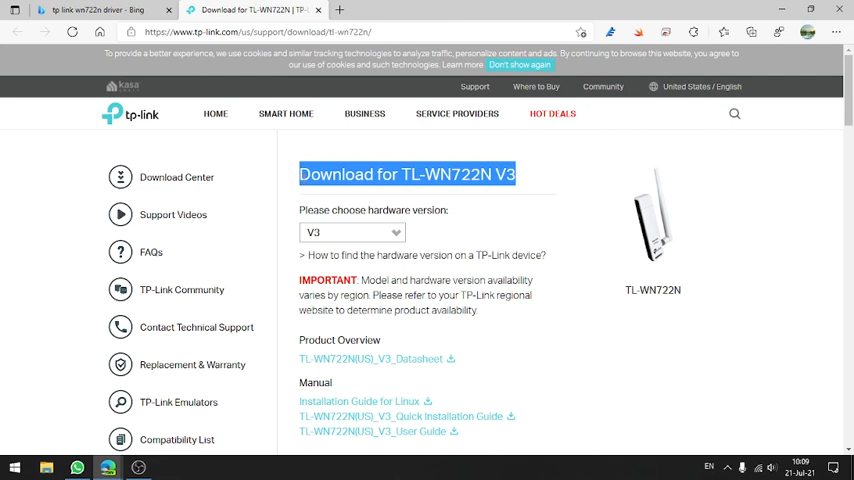 tp link wn722n driver - Bing
Download for TL-WN722N | TP-
https://www.tp-link.com/us/support/download/tl-wn722n/
To provide a better experience, we use cookies and similar tracking technologies to analyze traffic, personalize content and ads. By continuing to browse this website, you agree to
our use of cookies and such technologies. Learn more Don't show again
kasa
Support Where to Buy Community United States / English
tp-link HOME SMART HOME BUSINESS SERVICE PROVIDERS HOT DEALS
Download Center
Support Videos
FAQs
TP-Link Community
Contact Technical Support
Replacement & Warranty
TP-Link Emulators
Compatibility List
Download for TL-WN722N V3
Please choose hardware version:
V3
> How to find the hardware version on a TP-Link device?
IMPORTANT: Model and hardware version availability
varies by region. Please refer to your TP-Link regional
website to determine product availability.
Product Overview
TL-WN722N(US)_V3_Datasheet
Manual
Installation Guide for Linux
TL-WN722N(US)_V3_Quick Installation Guide
TL-WN722N(US)_V3_User Guide
TL-WN722N
EN
10:09
21-Jul-21